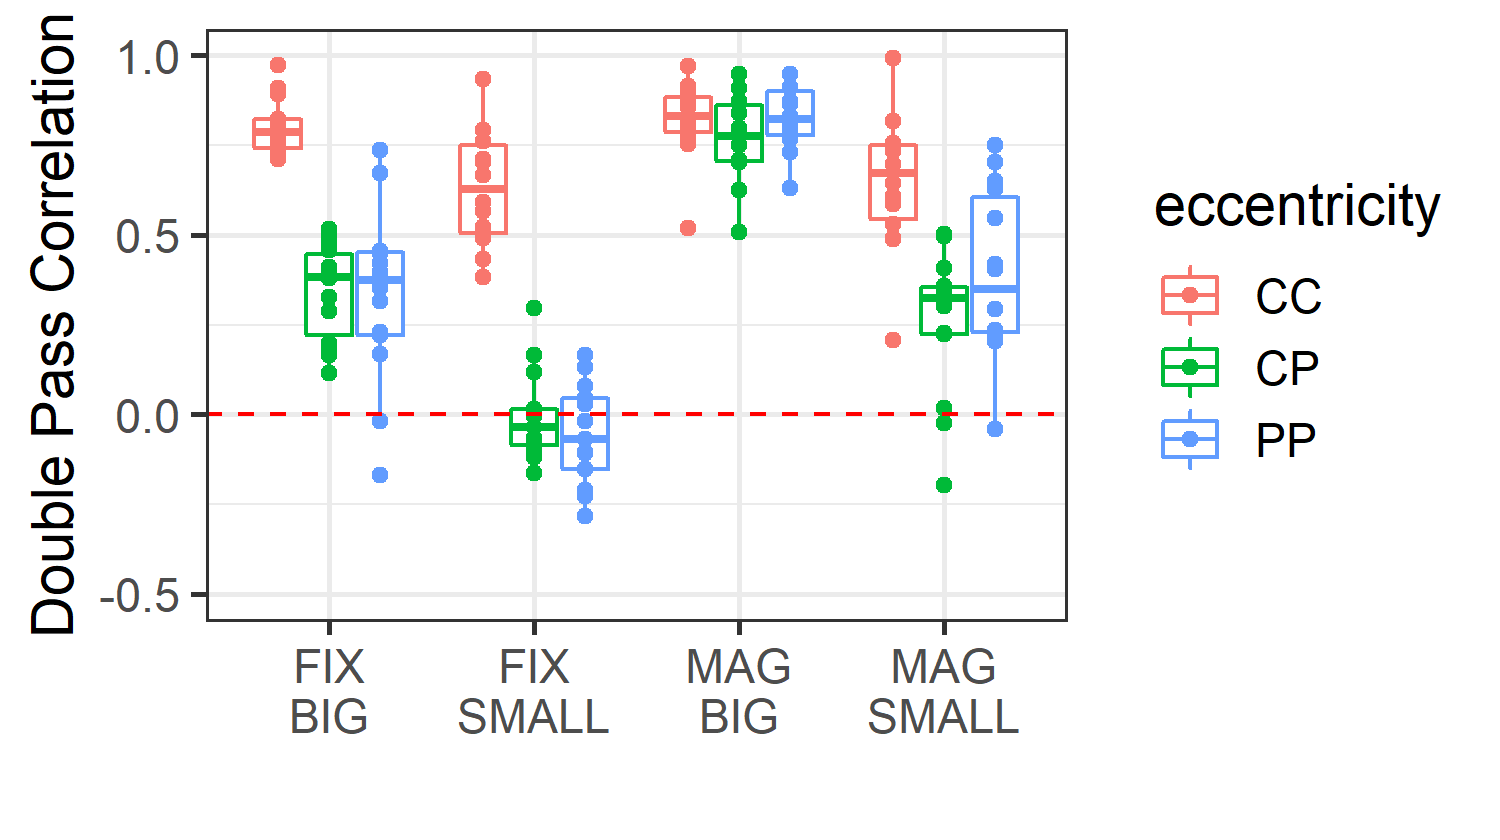 Double Pass Correlation
1.0
0.5
0.0
-0.5
FIX
BIG
FIX
SMALL
MAG
BIG
MAG
SMALL
eccentricity
CC
CP
PP